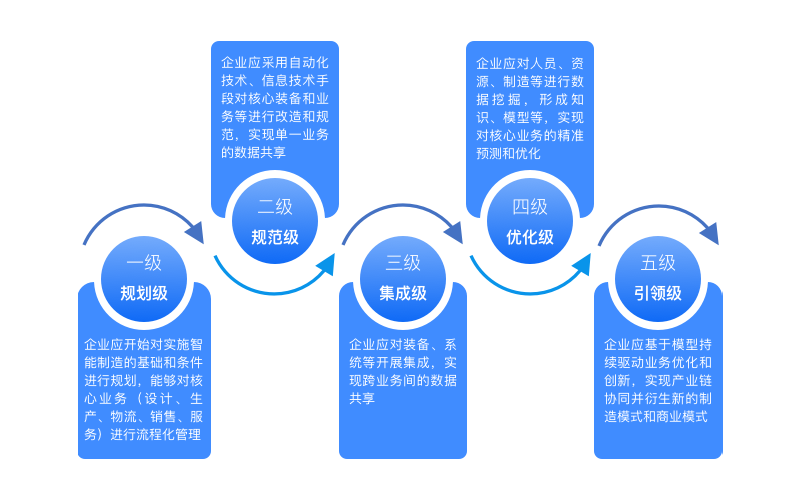 一级
规划级
企业应开始对实施智
能制造的基础和条件
进行规划，能够对核
心业务（设计、生
产、物流、销售、服
务）进行流程化管理
企业应采用自动化
技术、信息技术手
段对核心装备和业
务等进行改造和规
范，实现单一业务
的数据共享
二级
规范级
三级
集成级
企业应对装备、系
统等开展集成，实
现跨业务间的数据
共享
企业应对人员、资
源、制造等进行数
据挖掘，形成知
识、模型等，实现
对核心业务的精准
预测和优化
四级
优化级
五级
引领级
企业应基于模型持
续驱动业务优化和
创新，实现产业链
协同并衍生新的制
造模式和商业模式